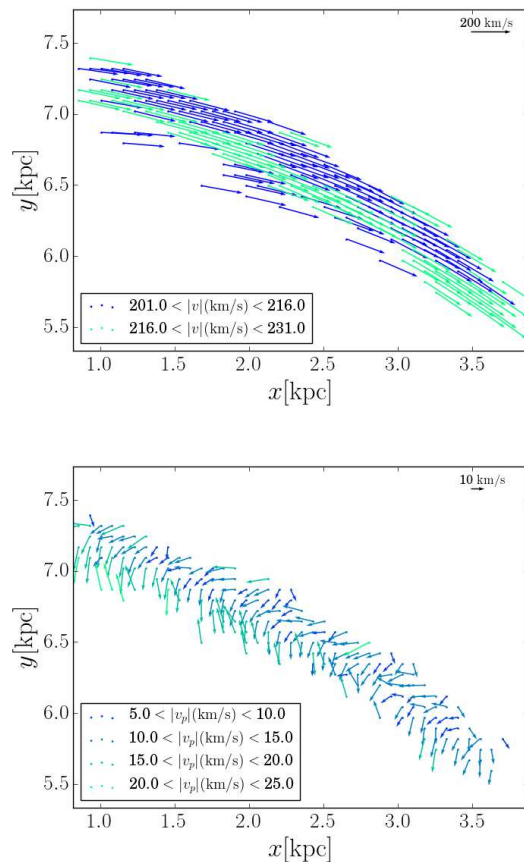 200 km/s
7.5
7.0
6.5
6.0
5.5
y[kpc]
201.0 < |v|(km/s) < 216.0
216.0 < |v|(km/s) < 231.0
1.0 1.5 2.0 2.5 3.0 3.5
x[kpc]
10 km/s
7.5
7.0
6.5
6.0
5.5
y[kpc]
5.0 < |v_p|(km/s) < 10.0
10.0 < |v_p|(km/s) < 15.0
15.0 < |v_p|(km/s) < 20.0
20.0 < |v_p|(km/s) < 25.0
1.0 1.5 2.0 2.5 3.0 3.5
x[kpc]